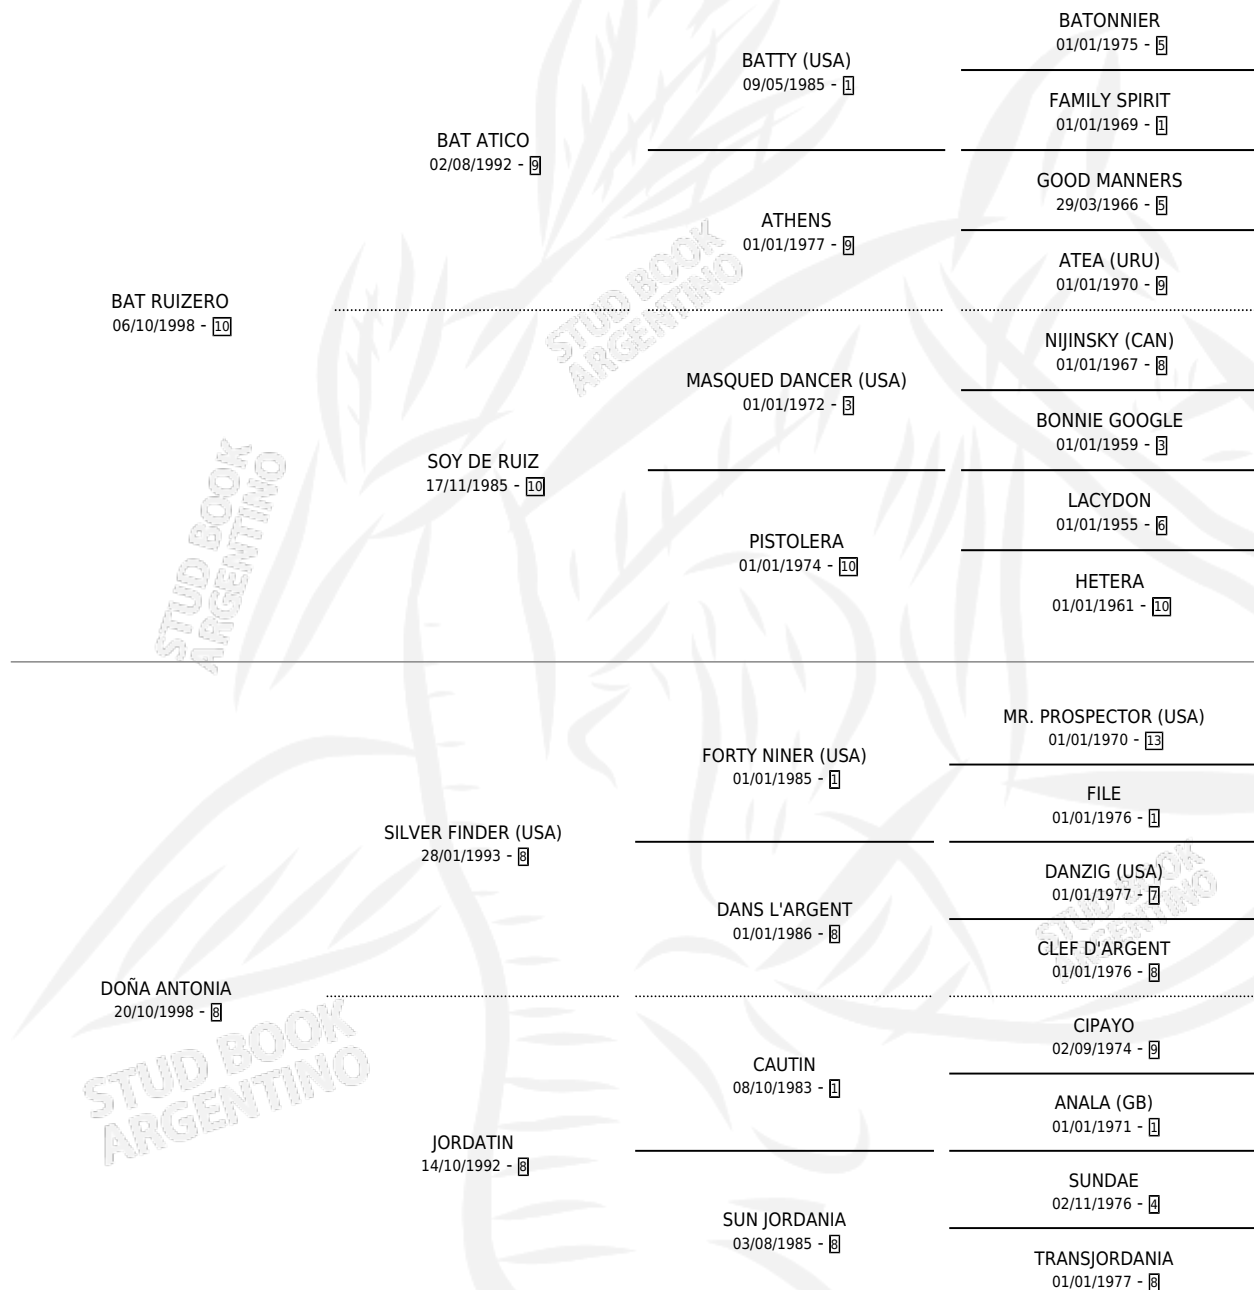 BATONNIER
01/01/1975 - 5
BATTY (USA)
09/05/1985 - 1
FAMILY SPIRIT
01/01/1969 - 1
BAT ATICO
02/08/1992 - 9
GOOD MANNERS
29/03/1966 - 5
ATHENS
01/01/1977 - 9
ATEA (URU)
01/01/1970 - 9
BAT RUIZERO
06/10/1998 - 10
STUD BOOK
ARGENTINO
NIJINSKY (CAN)
01/01/1967 - 8
MASQUED DANCER (USA)
01/01/1972 - 3
BONNIE GOOGLE
01/01/1959 - 3
SOY DE RUIZ
17/11/1985 - 10
LACYDON
01/01/1955 - 6
PISTOLERA
01/01/1974 - 10
HETERA
01/01/1961 - 10
STUD BOOK
ARGENTINO
MR. PROSPECTOR (USA)
01/01/1970 - 13
FORTY NINER (USA)
01/01/1985 - 1
FILE
01/01/1976 - 1
SILVER FINDER (USA)
28/01/1993 - 8
DANZIG (USA)
01/01/1977 - 7
STUD BOOK
ARGENTINO
DANS L'ARGENT
01/01/1986 - 8
CLEF D'ARGENT
01/01/1976 - 8
DOÑA ANTONIA
20/10/1998 - 8
STUD BOOK
ARGENTINO
CIPAYO
02/09/1974 - 9
CAUTIN
08/10/1983 - 1
ANALA (GB)
01/01/1971 - 1
JORDATIN
14/10/1992 - 8
SUNDAE
02/11/1976 - 4
SUN JORDANIA
03/08/1985 - 8
TRANSJORDANIA
01/01/1977 - 8